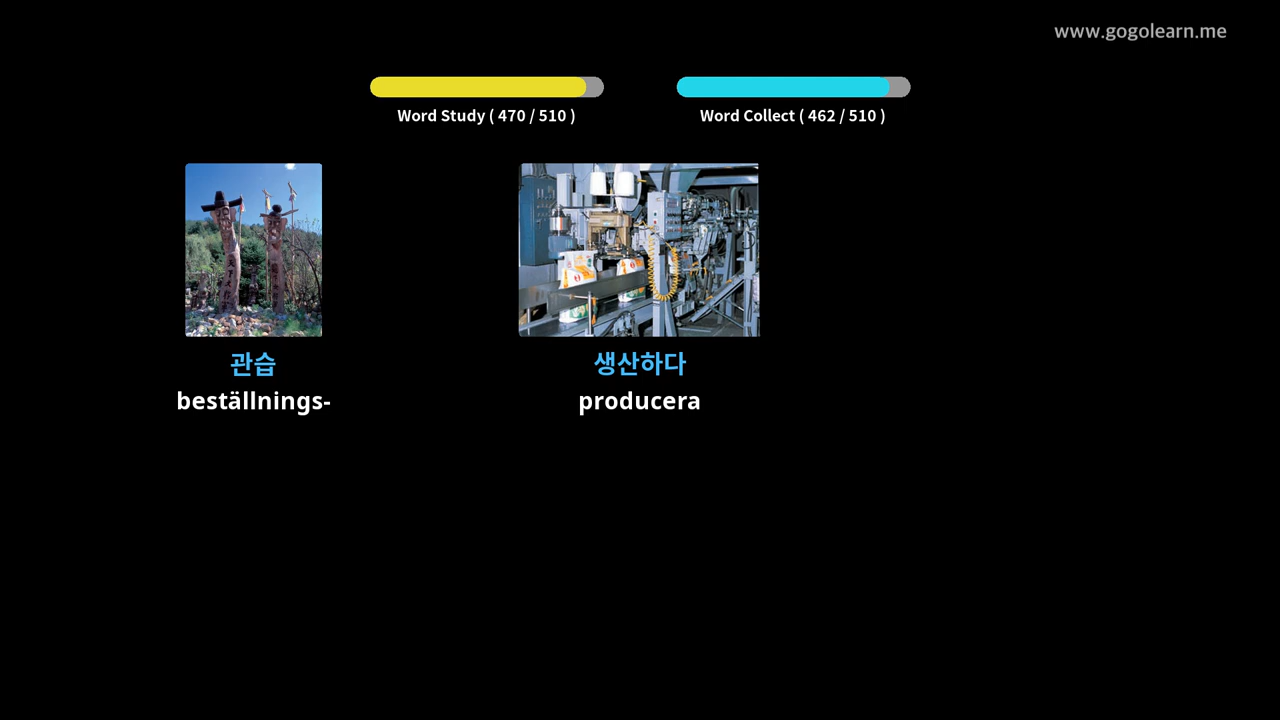 www.gogolearn.me
Word Study ( 470 / 510 )
Word Collect ( 462 / 510 )
관습
beställnings-
생산하다
producera